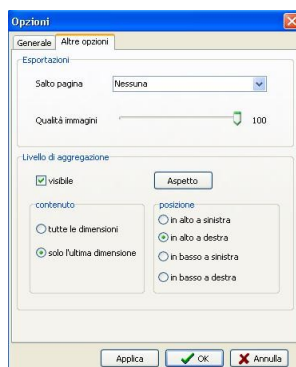 Opzioni
Generale Altre opzioni
Esportazioni
Salto pagina Nessuna
Qualità immagini 100
Livello di aggregazione
visibile Aspetto
contenuto
tutte le dimensioni
solo l'ultima dimensione
posizione
in alto a sinistra
in alto a destra
in basso a sinistra
in basso a destra
Applica OK Annulla